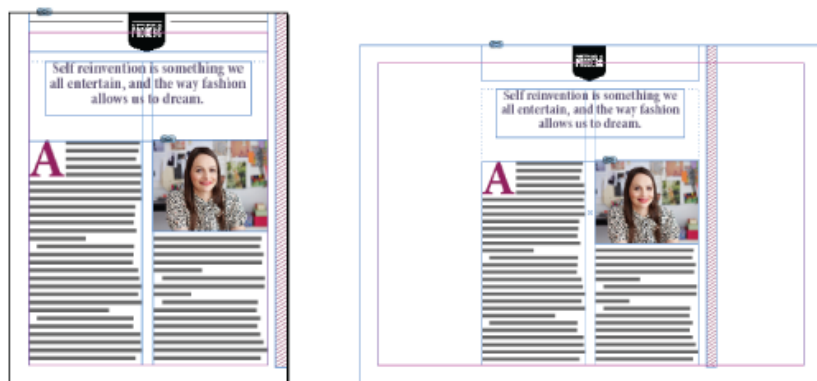 Self reinvention is something we
all entertain, and the way fashion
allows us to dream.
A
Self reinvention is something we
all entertain, and the way fashion
allows us to dream.
A